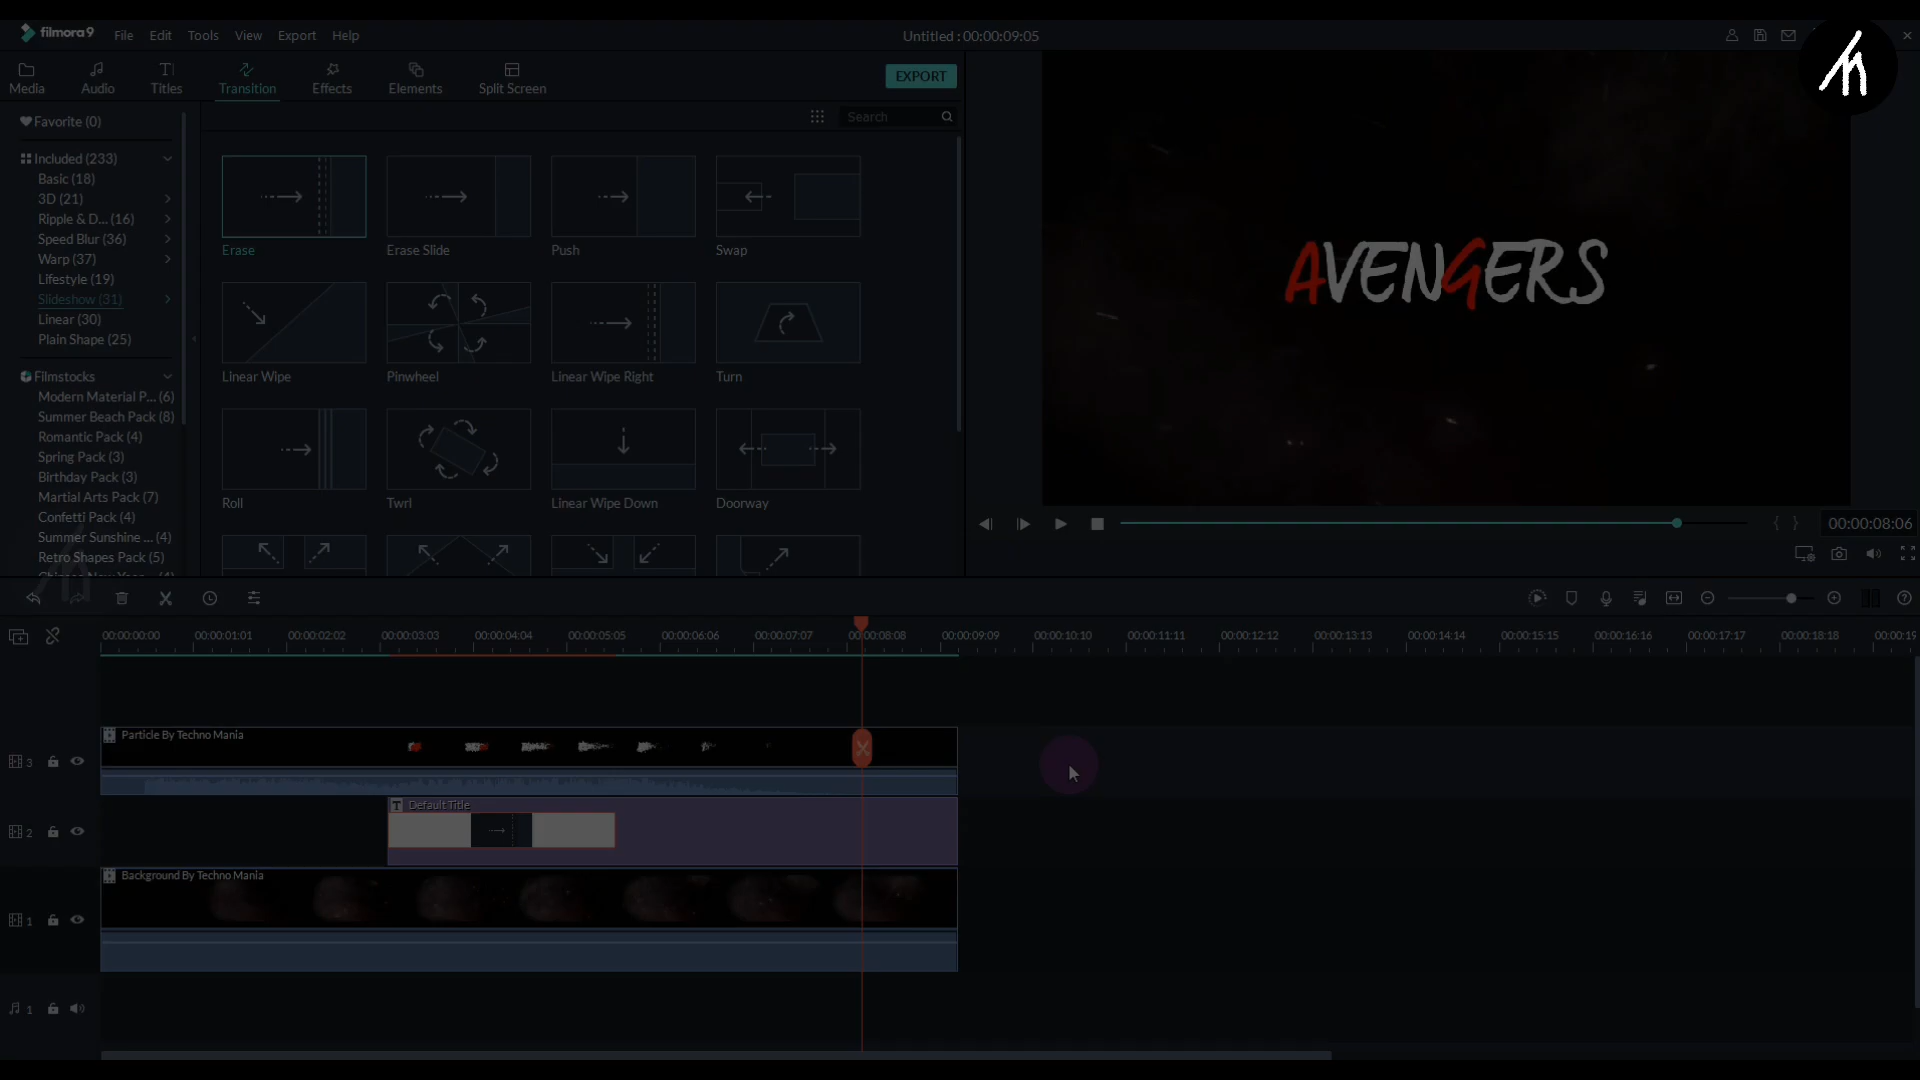 filmora9 File Edit Tools View Export Help Untitled : 00:00:09:05
Media Audio Titles Transition Effects Elements Split Screen EXPORT
Search
Favorite (0)
Included (233)
Basic (18)
3D (21)
Ripple & D... (16)
Speed Blur (36)
Warp (37)
Lifestyle (19)
Slideshow (31)
Linear (30)
Plain Shape (25)
Filmstocks
Modern Material P... (6)
Summer Beach Pack (8)
Romantic Pack (4)
Spring Pack (3)
Birthday Pack (3)
Martial Arts Pack (7)
Confetti Pack (4)
Summer Sunshine ... (4)
Retro Shapes Pack (5)
Erase Erase Slide Push Swap
Linear Wipe Pinwheel Linear Wipe Right Turn
Roll Twrl Linear Wipe Down Doorway
AVENGERS
00:00:08:06
00:00:00:00 00:00:01:01 00:00:02:02 00:00:03:03 00:00:04:04 00:00:05:05 00:00:06:06 00:00:07:07 00:00:08:08 00:00:09:09 00:00:10:10 00:00:11:11 00:00:12:12 00:00:13:13 00:00:14:14 00:00:15:15 00:00:16:16 00:00:17:17 00:00:18:18 00:00:19
Particle By Techno Mania
3
Default Title
2
Background By Techno Mania
1
1